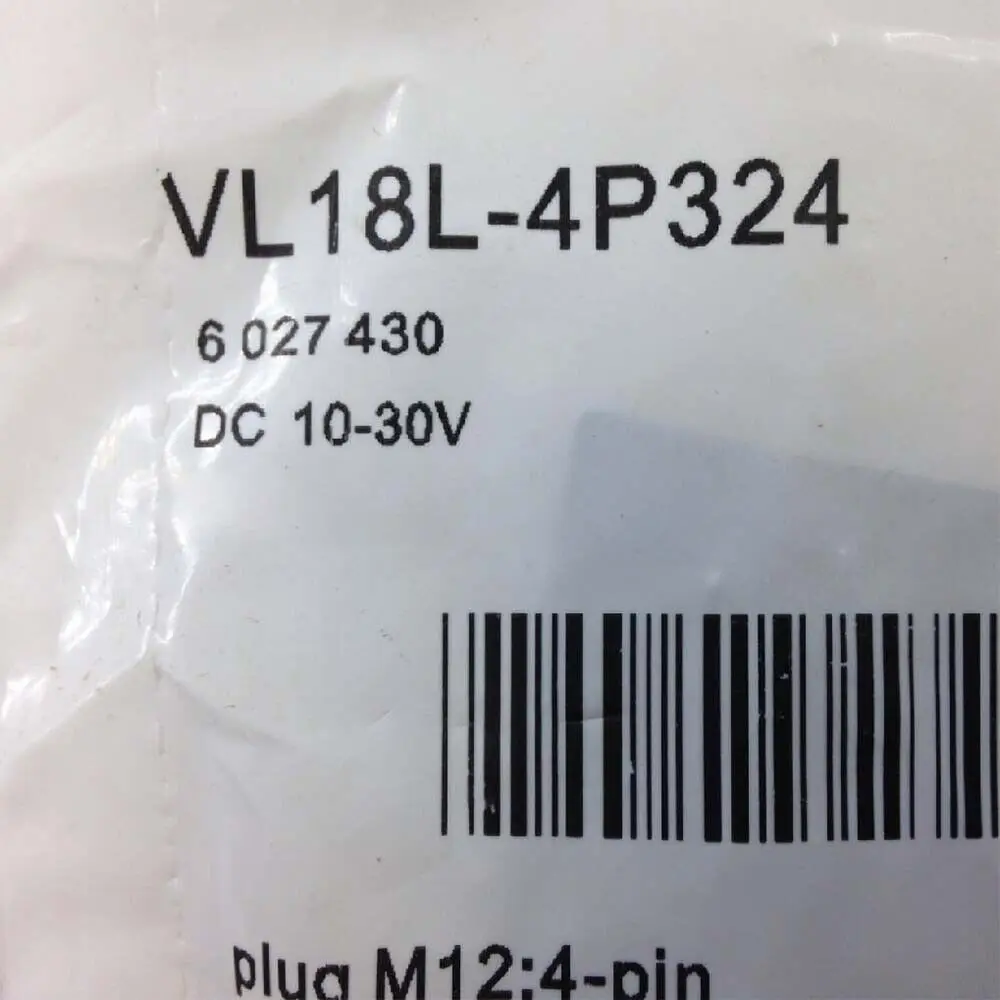 VL18L-4P324
6 027 430
DC 10-30V
plug M12:4-pin